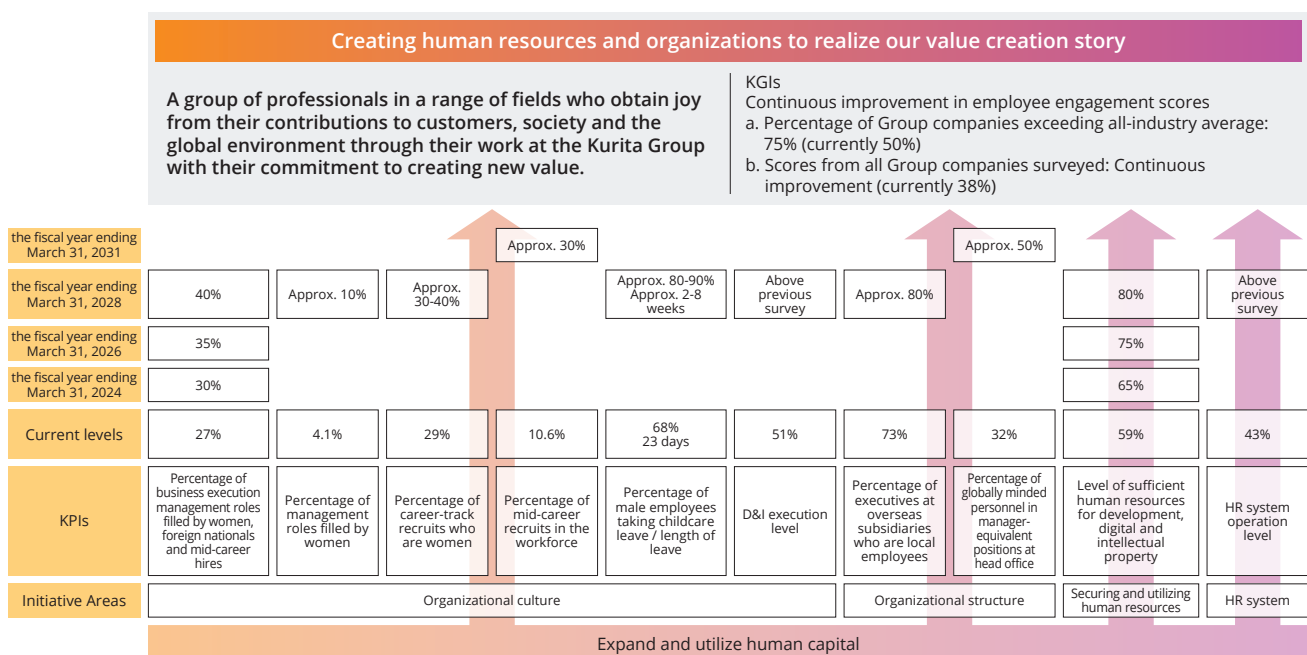 Creating human resources and organizations to realize our value creation story
A group of professionals in a range of fields who obtain joy
from their contributions to customers, society and the
global environment through their work at the Kurita Group
with their commitment to creating new value.
KGIs
Continuous improvement in employee engagement scores
a. Percentage of Group companies exceeding all-industry average:
75% (currently 50%)
b. Scores from all Group companies surveyed: Continuous
improvement (currently 38%)
the fiscal year ending
March 31, 2031
Approx. 30%
Approx. 50%
the fiscal year ending
March 31, 2028
40%
Approx. 10%
Approx.
30-40%
Approx. 80-90%
Approx. 2-8
weeks
Above
previous
survey
Approx. 80%
80%
Above
previous
survey
the fiscal year ending
March 31, 2026
35%
75%
the fiscal year ending
March 31, 2024
30%
65%
Current levels
27%
4.1%
29%
10.6%
68%
23 days
51%
73%
32%
59%
43%
KPIs
Percentage of
business execution
management roles
filled by women,
foreign nationals
and mid-career
hires
Percentage of
management
roles filled by
women
Percentage of
career-track
recruits who
are women
Percentage of
mid-career
recruits in the
workforce
Percentage of
male employees
taking childcare
leave / length of
leave
D&I execution
level
Percentage of
executives at
overseas
subsidiaries
who are local
employees
Percentage of
globally minded
personnel in
manager-
equivalent
positions at
head office
Level of sufficient
human resources
for development,
digital and
intellectual
property
HR system
operation
level
Initiative Areas
Organizational culture
Organizational structure
Securing and utilizing
human resources
HR system
Expand and utilize human capital